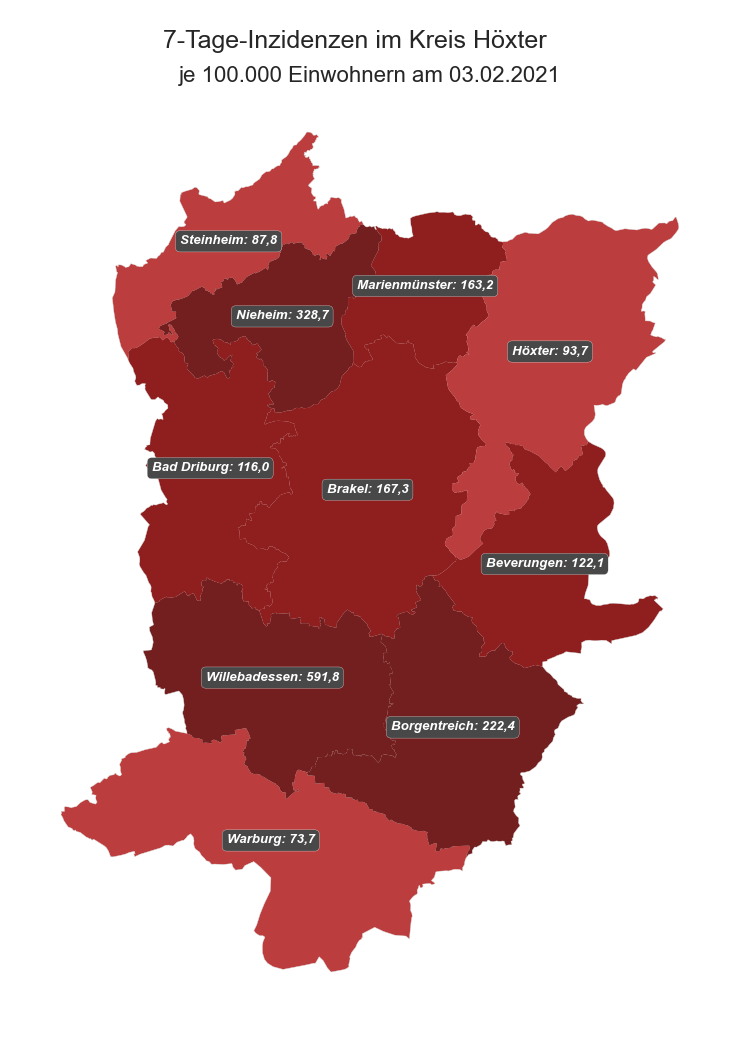 7-Tage-Inzidenzen im Kreis Höxter
je 100.000 Einwohnern am 03.02.2021
Steinheim: 87,8
Marienmünster: 163,2
Nieheim: 328,7
Höxter: 93,7
Bad Driburg: 116,0
Brakel: 167,3
Beverungen: 122,1
Willebadessen: 591,8
Borgentreich: 222,4
Warburg: 73,7